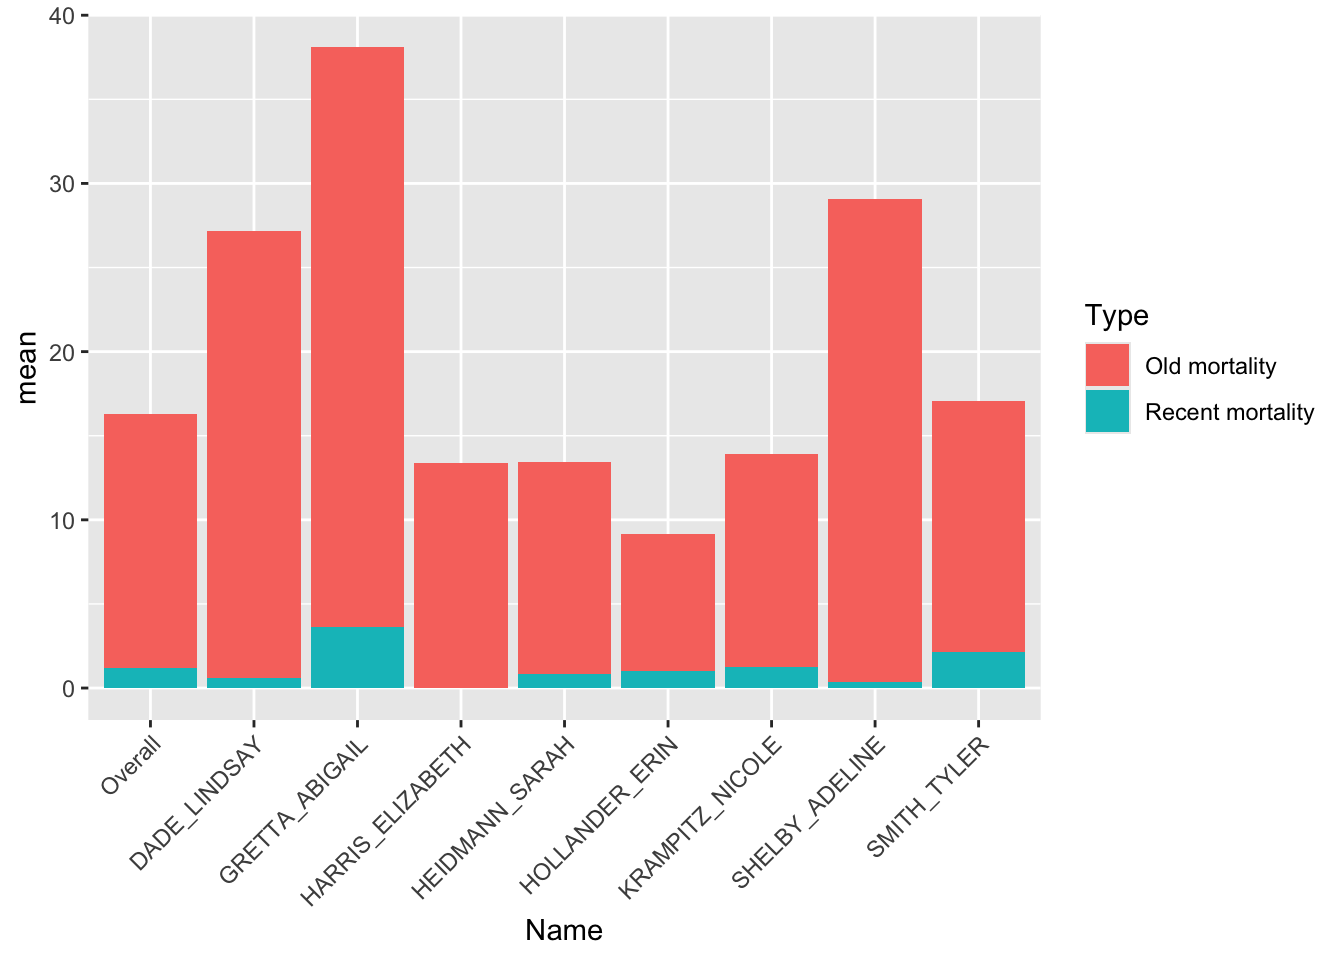 40
30
20
10
0
mean
Overall
DADE_LINDSAY
GRETTA_ABIGAIL
HARRIS_ELIZABETH
HEIDMANN_SARAH
HOLLANDER_ERIN
KRAMPITZ_NICOLE
SHELBY_ADELINE
SMITH_TYLER
Name
Type
Old mortality
Recent mortality